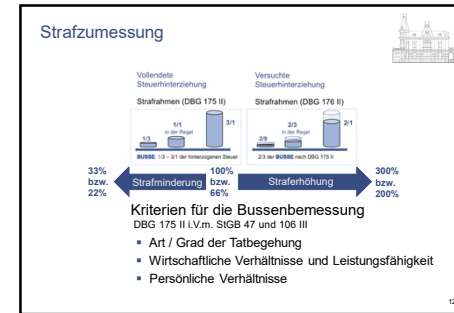 Strafzumessung
Vollendete
Steuerhinterziehung
Strafrahmen (DBG 175 II)
1/3
1/1
in der Regel
3/1
BUSSE: 1/3 – 3/1 der hinterzogenen Steuer
Versuchte
Steuerhinterziehung
Strafrahmen (DBG 176 II)
2/9
2/3
in der Regel
2/1
2/3 der BUSSE nach DBG 175 II
33%
bzw.
22%
Strafminderung
100%
bzw.
66%
Straferhöhung
300%
bzw.
200%
Kriterien für die Bussenbemessung
DBG 175 II i.V.m. StGB 47 und 106 III
▪ Art / Grad der Tatbegehung
▪ Wirtschaftliche Verhältnisse und Leistungsfähigkeit
▪ Persönliche Verhältnisse
12